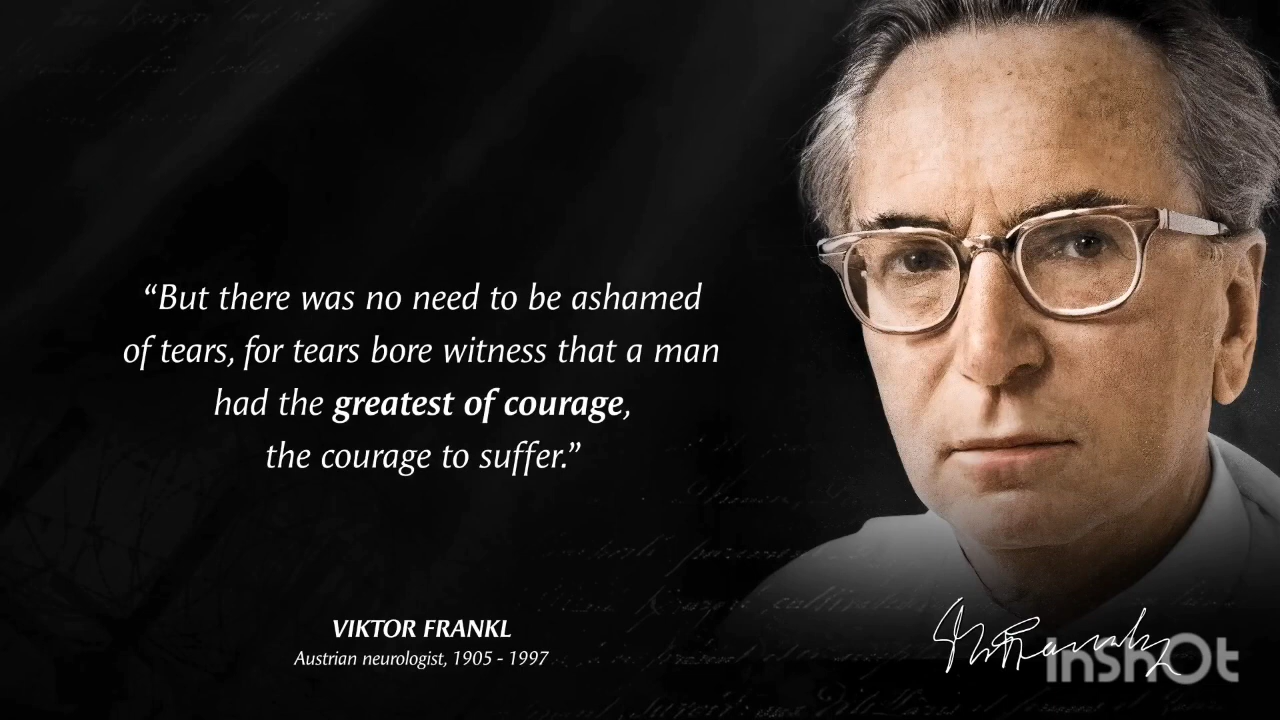 “But there was no need to be ashamed
of tears, for tears bore witness that a man
had the greatest of courage,
the courage to suffer.”
VIKTOR FRANKL
Austrian neurologist, 1905 - 1997
InShOt